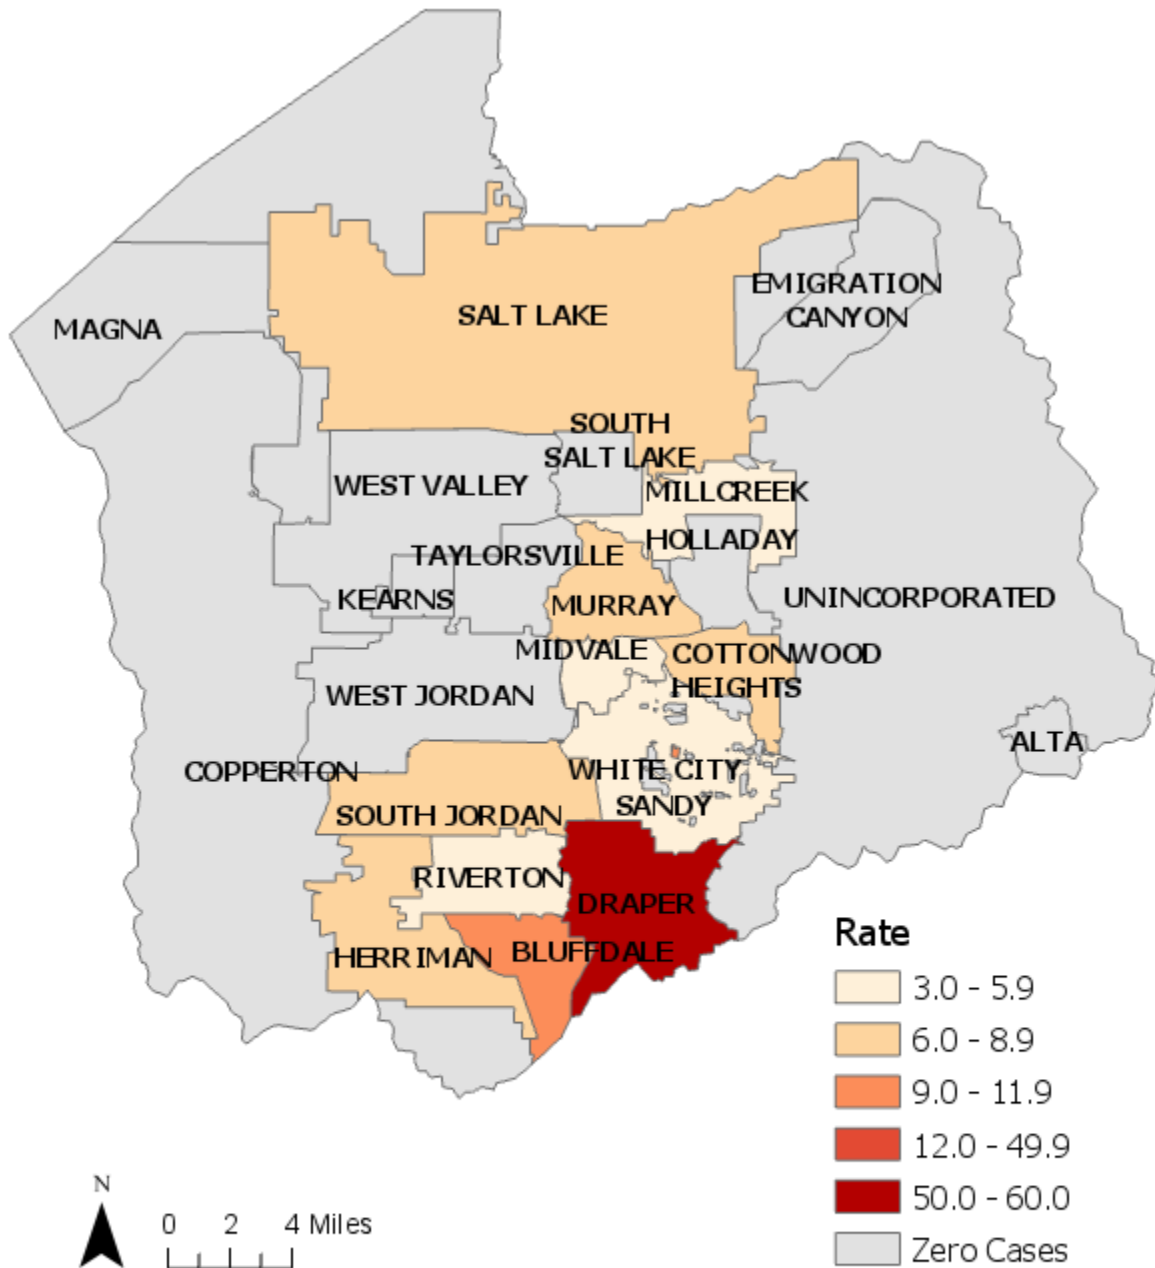 EMIGRATION
CANYON
MAGNA
SALT LAKE
SOUTH
SALT LAKE
WEST VALLEY
MILLCREEK
HOLLADAY
TAYLORSVILLE
KEARNS
MURRAY
UNINCORPORATED
MIDVALE
COTTONWOOD
HEIGHTS
WEST JORDAN
ALTA
COPPERTON
WHITE CITY
SANDY
SOUTH JORDAN
RIVERTON
DRAPER
BLUFFDALE
HERRIMAN
Rate
3.0 - 5.9
6.0 - 8.9
9.0 - 11.9
12.0 - 49.9
50.0 - 60.0
Zero Cases
N
0 2 4 Miles